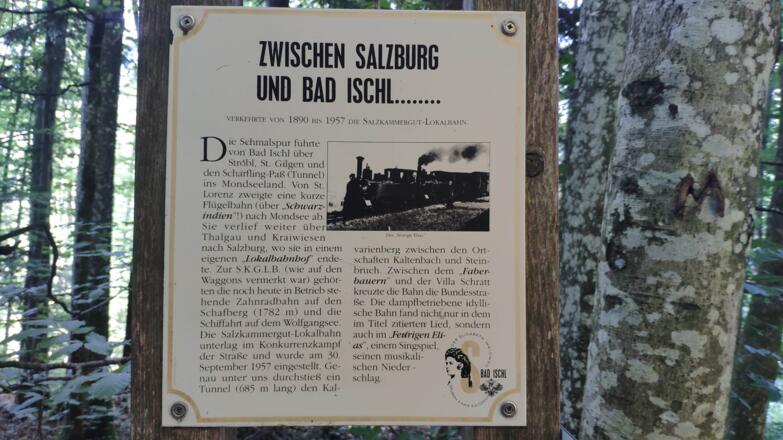 ZWISCHEN SALZBURG
UND BAD ISCHL........
VERKEHRTE VON 1890 BIS 1957 DIE SALZKAMMERGUT-LOKALBAHN.
Die Schmalspur führte
von Bad Ischl über
Ströbl, St. Gilgen und
den Schärfling-Paß (Tunnel)
ins Mondseeland. Von St.
Lorenz zweigte eine kurze
Flügelbahn (über „Schwarz-
indien"!) nach Mondsee ab.
Sie verlief weiter über
Thalgau und Kraiwiesen
nach Salzburg, wo sie in einem
eigenen „Lokalbahnhof" ende-
te. Zur S.K.G.L.B. (wie auf den
Waggons vermerkt war) gehör-
ten die noch heute in Betrieb ste-
hende Zahnradbahn auf den
Schafberg (1782 m) und die
Schiffahrt auf dem Wolfgangsee.
Die Salzkammergut-Lokalbahn
unterlag im Konkurrenzkampf
der Straße und wurde am 30.
September 1957 eingestellt. Ge-
nau unter uns durchstieß ein
Tunnel (685 m lang) den Kal-
Der „feurige Elias"
varienberg zwischen den Ort-
schaften Kaltenbach und Stein-
bruch. Zwischen dem „Faber-
bauern" und der Villa Schratt
kreuzte die Bahn die Bundesstra-
ße. Die dampfbetriebene idylli-
sche Bahn fand nicht nur in dem
im Titel zitierten Lied, sondern
auch im „Feurigen Eli-
as", einem Singspiel,
seinen musikali-
schen Nieder-
schlag.
S
BAD ISCHL
M